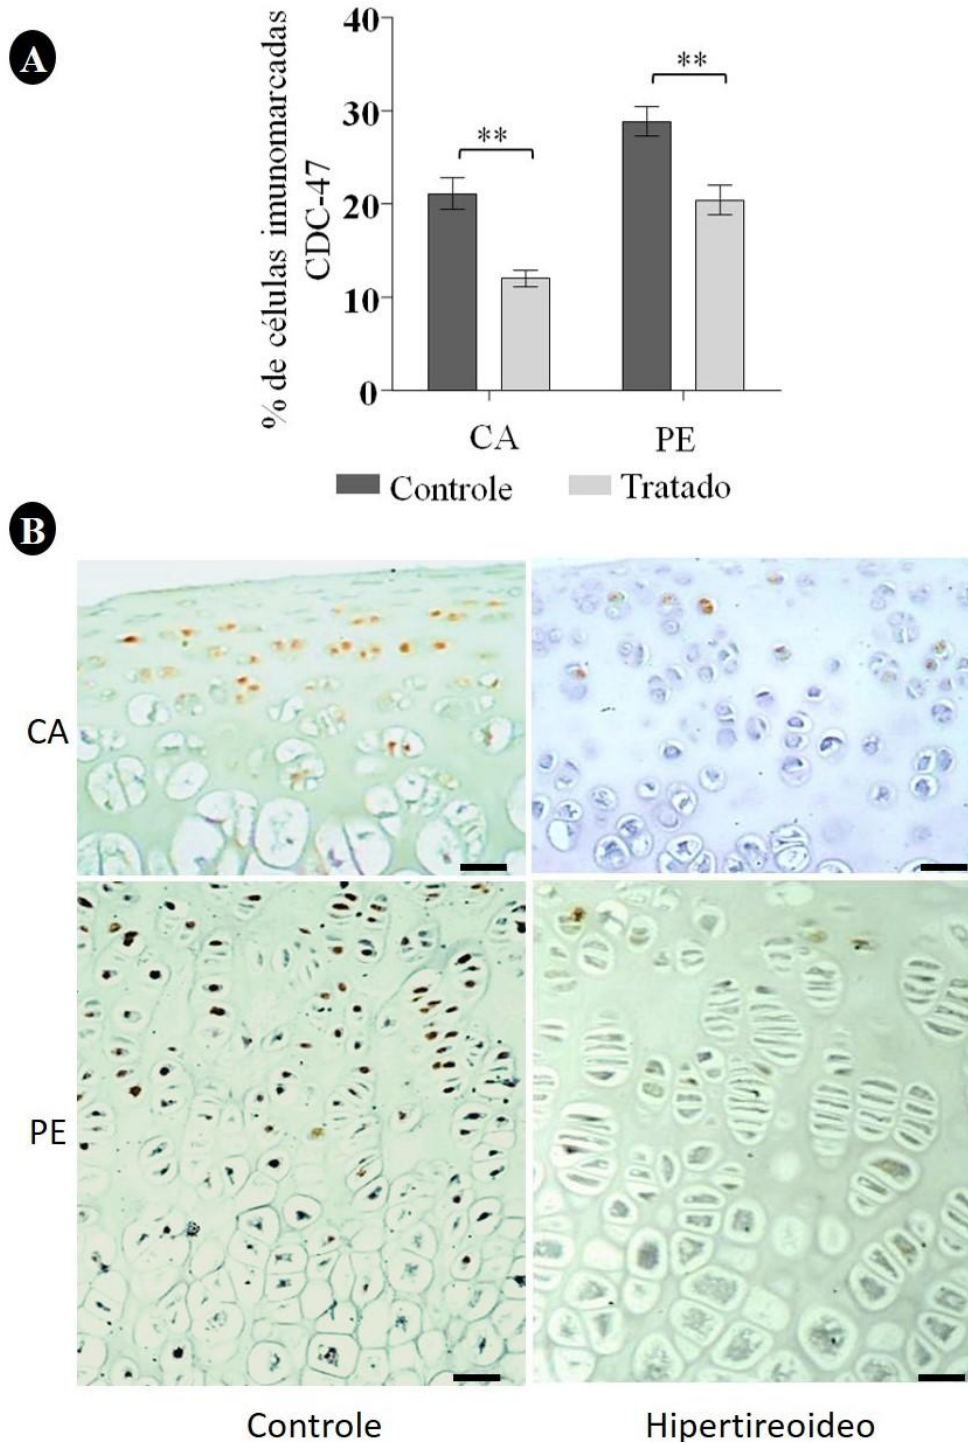 A
% de células imunomarcadas
CDC-47
40
30
20
10
0
**
**
CA
PE
Controle
Tratado
B
CA
PE
Controle
Hipertireoideo